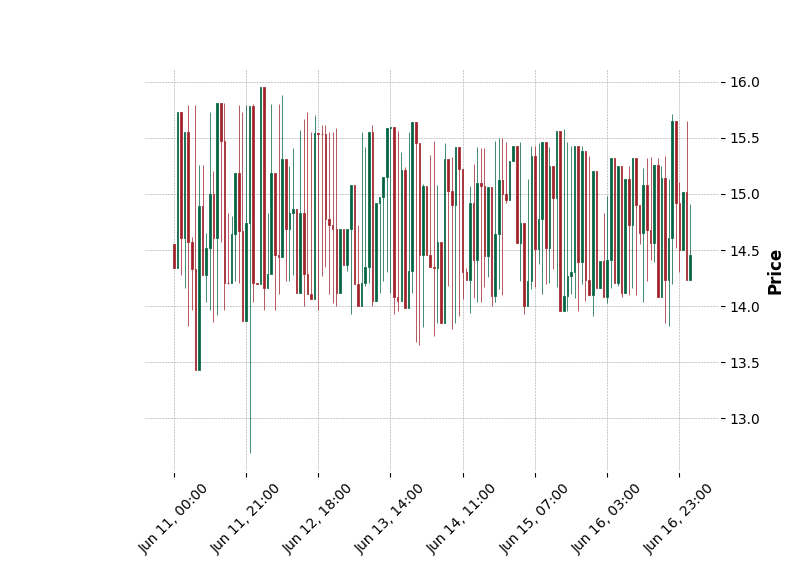 16.0
15.5
15.0
14.5
14.0
13.5
13.0
Price
Jun 11, 00:00
Jun 11, 21:00
Jun 12, 18:00
Jun 13, 14:00
Jun 14, 11:00
Jun 15, 07:00
Jun 16, 03:00
Jun 16, 23:00